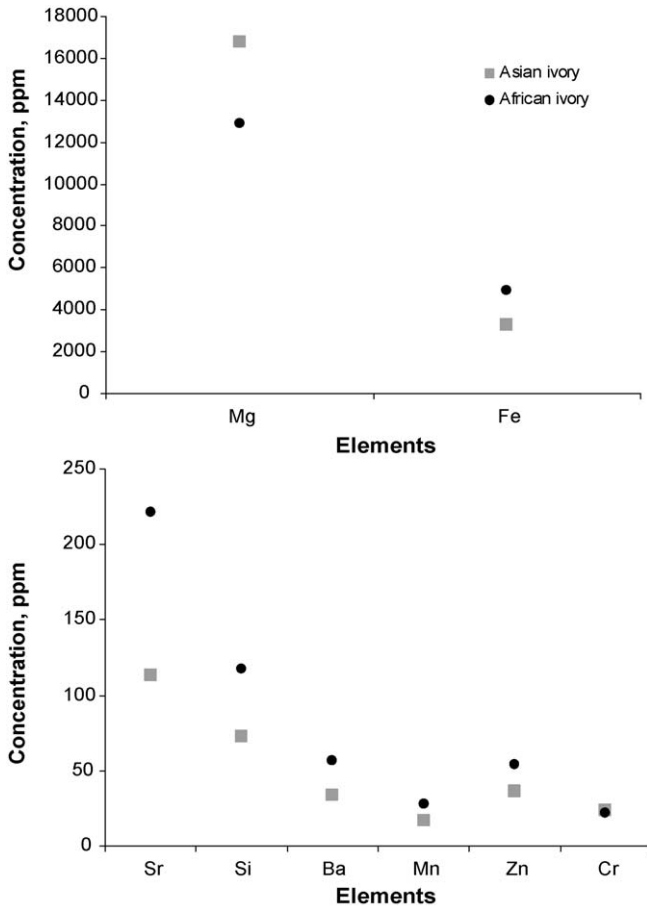 18000
16000
14000
12000
10000
8000
6000
4000
2000
0
Concentration, ppm
Asian ivory
African ivory
Mg Fe
Elements
250
200
150
100
50
0
Concentration, ppm
Sr Si Ba Mn Zn Cr
Elements